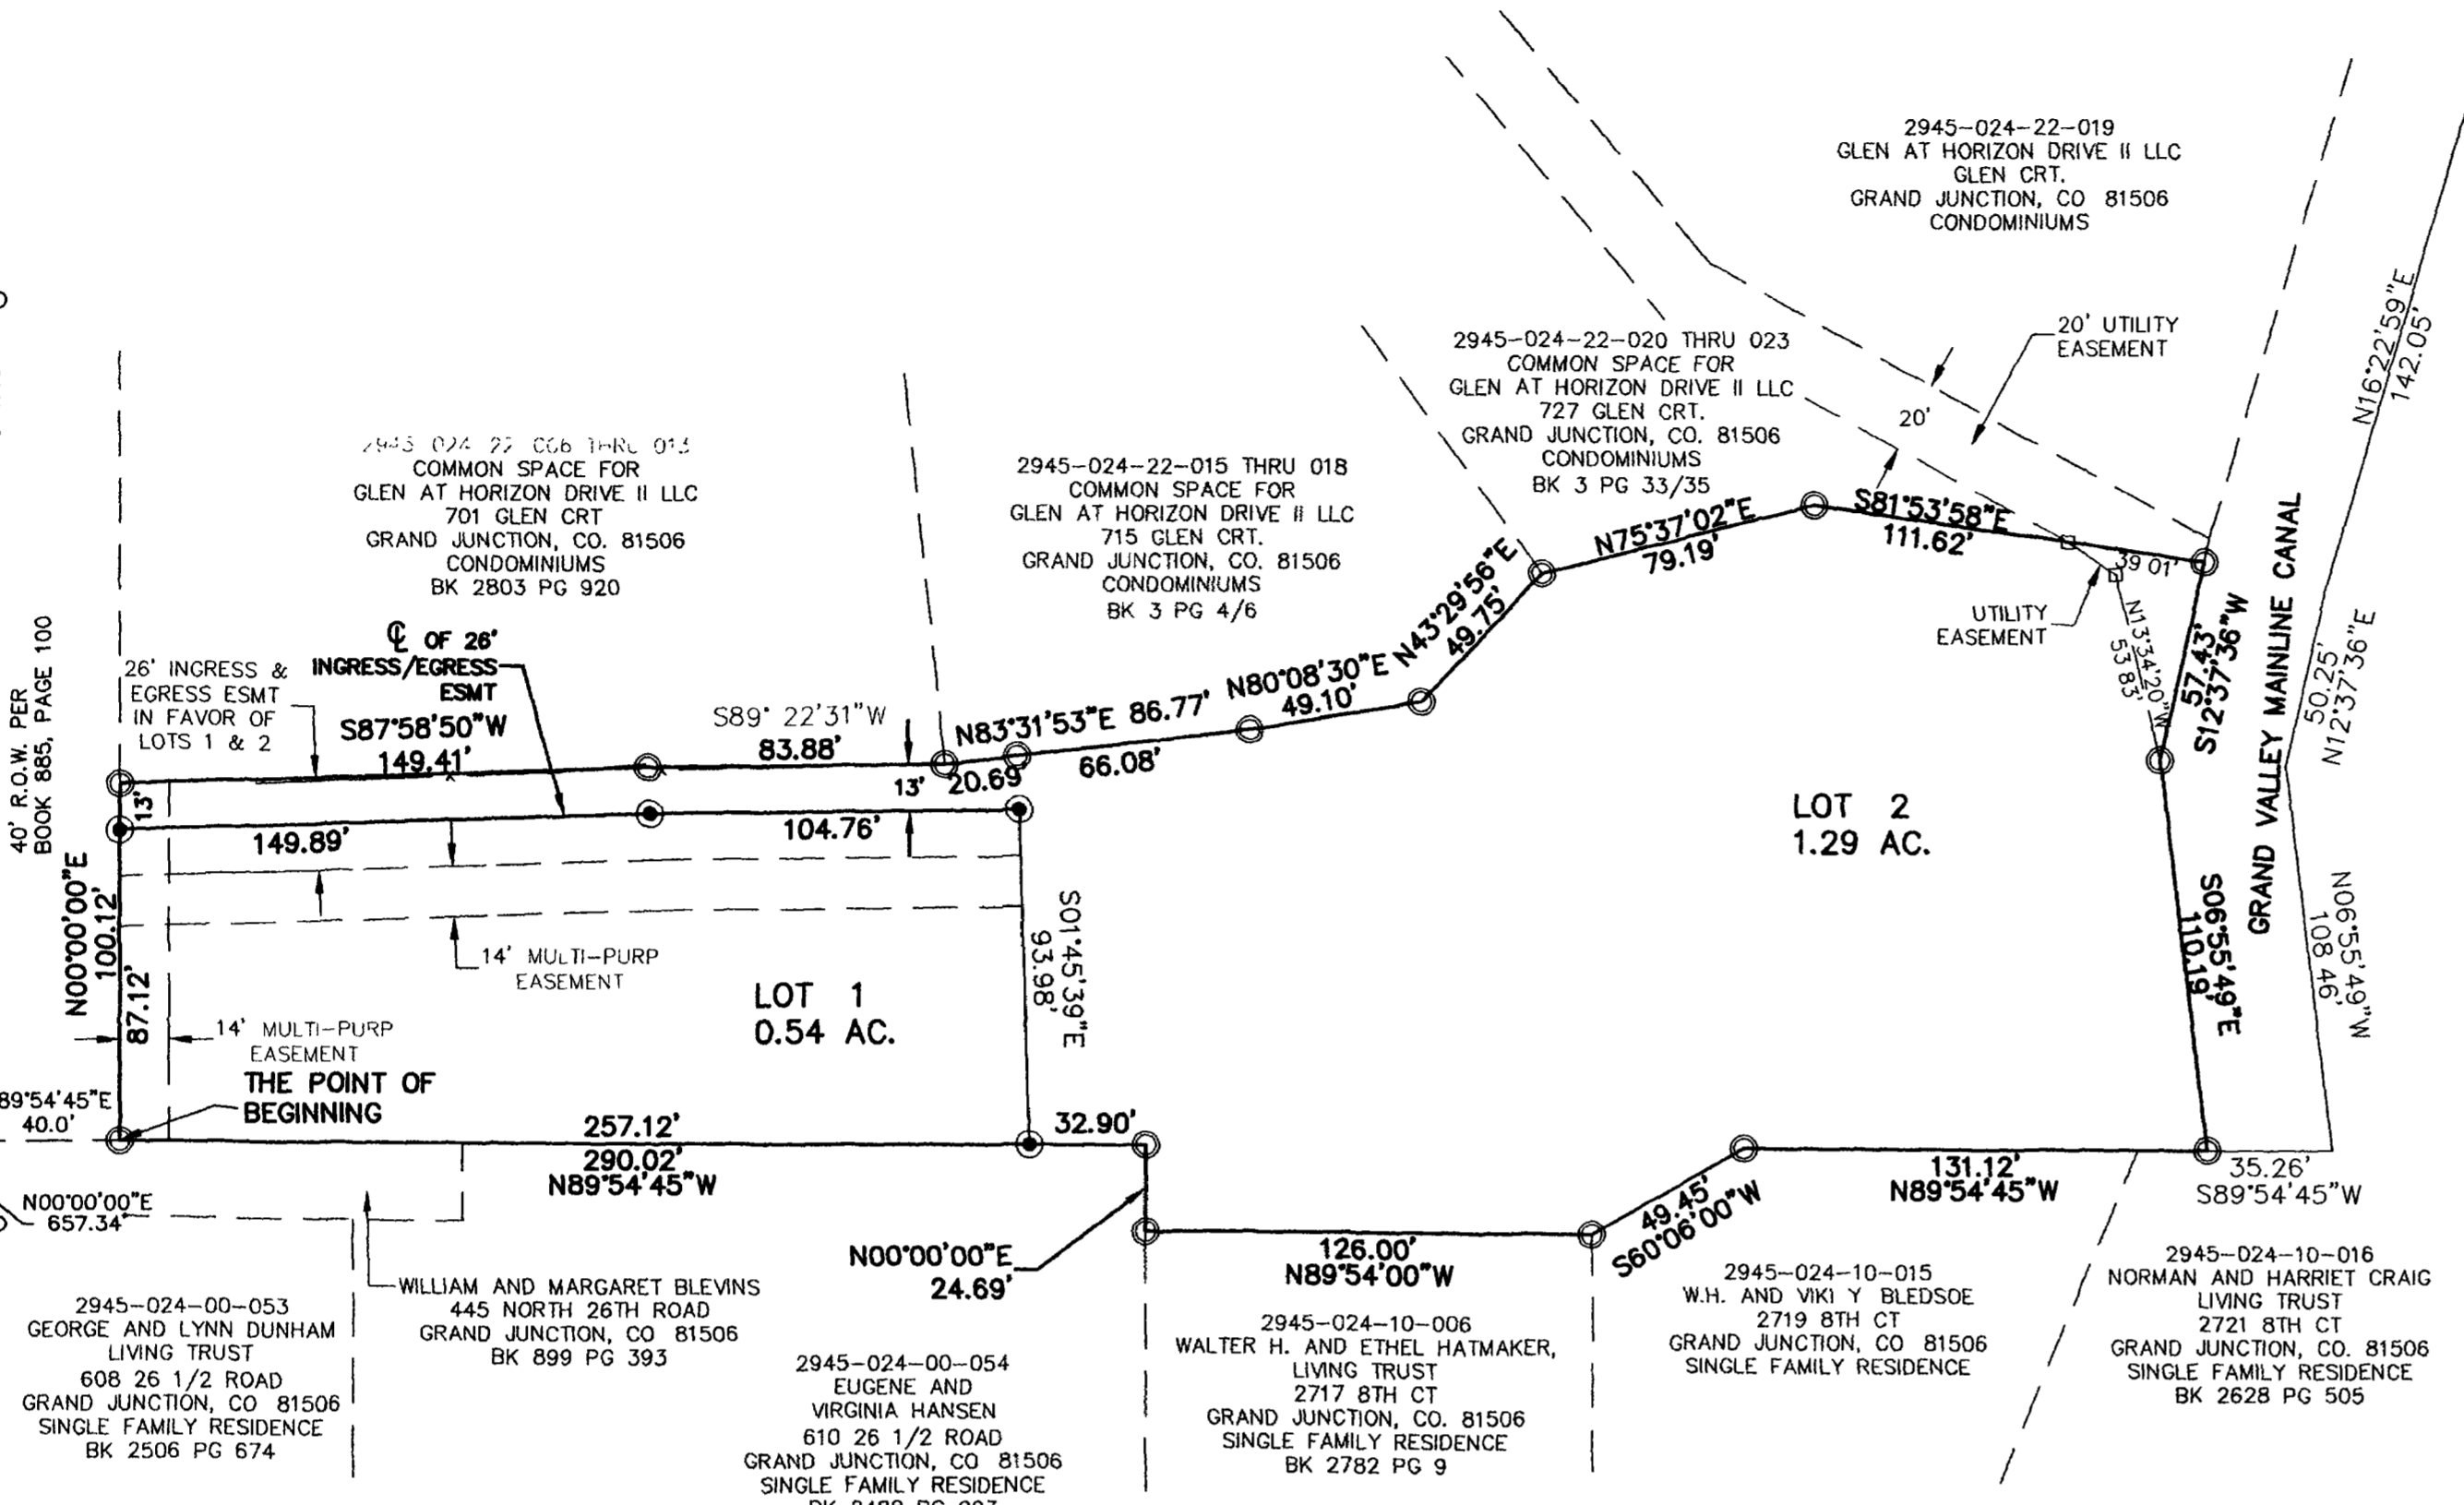 2945-024-22-019
GLEN AT HORIZON DRIVE II LLC
GLEN CRT.
GRAND JUNCTION, CO 81506
CONDOMINIUMS
20' UTILITY
EASEMENT
20'
N16°22'59"E
142.05'
2945-024-22-020 THRU 023
COMMON SPACE FOR
GLEN AT HORIZON DRIVE II LLC
727 GLEN CRT.
GRAND JUNCTION, CO. 81506
CONDOMINIUMS
BK 3 PG 33/35
THRU 013
COMMON SPACE FOR
GLEN AT HORIZON DRIVE II LLC
701 GLEN CRT
GRAND JUNCTION, CO. 81506
CONDOMINIUMS
BK 2803 PG 920
2945-024-22-015 THRU 018
COMMON SPACE FOR
GLEN AT HORIZON DRIVE II LLC
715 GLEN CRT.
GRAND JUNCTION, CO. 81506
CONDOMINIUMS
BK 3 PG 4/6
40' R.O.W. PER
BOOK 885, PAGE 100
26' INGRESS &
EGRESS ESMT
IN FAVOR OF
LOTS 1 & 2
℄ OF 26'
INGRESS/EGRESS
ESMT
S87°58'50"W
149.41'
S89° 22'31"W
83.88'
13'
N83°31'53"E 86.77'
20.69'
66.08'
N80°08'30"E
49.10'
N43°29'56"E
49.75'
N75°37'02"E
79.19'
S81°53'58"E
111.62'
39 01'
UTILITY
EASEMENT
N13°34'20"W
53 83'
57.43'
S12°37'36"W
GRAND VALLEY MAINLINE CANAL
50.25'
N12°37'36"E
13'
149.89'
104.76'
N00°00'00"E
100.12'
87.12'
14' MULTI-PURP
EASEMENT
14' MULTI-PURP
EASEMENT
LOT 1
0.54 AC.
S01°45'39"E
93.98'
LOT 2
1.29 AC.
S06°55'49"E
110.19'
N06°55'49"W
108 46'
THE POINT OF
BEGINNING
89°54'45"E
40.0'
257.12'
290.02'
N89°54'45"W
32.90'
N00°00'00"E
657.34'
N00°00'00"E
24.69'
126.00'
N89°54'00"W
49.45'
S60°06'00"W
131.12'
N89°54'45"W
35.26'
S89°54'45"W
2945-024-00-053
GEORGE AND LYNN DUNHAM
LIVING TRUST
608 26 1/2 ROAD
GRAND JUNCTION, CO 81506
SINGLE FAMILY RESIDENCE
BK 2506 PG 674
WILLIAM AND MARGARET BLEVINS
445 NORTH 26TH ROAD
GRAND JUNCTION, CO 81506
BK 899 PG 393
2945-024-00-054
EUGENE AND
VIRGINIA HANSEN
610 26 1/2 ROAD
GRAND JUNCTION, CO 81506
SINGLE FAMILY RESIDENCE
2945-024-10-006
WALTER H. AND ETHEL HATMAKER,
LIVING TRUST
2717 8TH CT
GRAND JUNCTION, CO. 81506
SINGLE FAMILY RESIDENCE
BK 2782 PG 9
2945-024-10-015
W.H. AND VIKI Y BLEDSOE
2719 8TH CT
GRAND JUNCTION, CO 81506
SINGLE FAMILY RESIDENCE
2945-024-10-016
NORMAN AND HARRIET CRAIG
LIVING TRUST
2721 8TH CT
GRAND JUNCTION, CO. 81506
SINGLE FAMILY RESIDENCE
BK 2628 PG 505